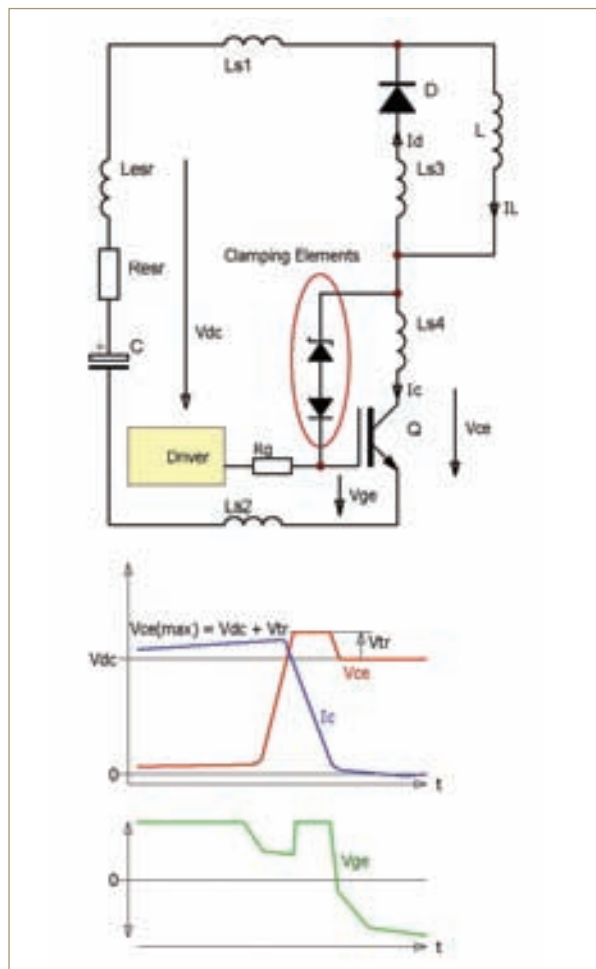 Ls1
D
L
Id
Ls3
IL
Lesr
Resr
Clamping Elements
Vdc
+
C
Ls4
Ic
Q
Vce
Driver
Rg
Vge
Ls2
Vce(max) = Vdc + Vtr
Vtr
Vdc
Vce
Ic
0
t
Vge
0
t